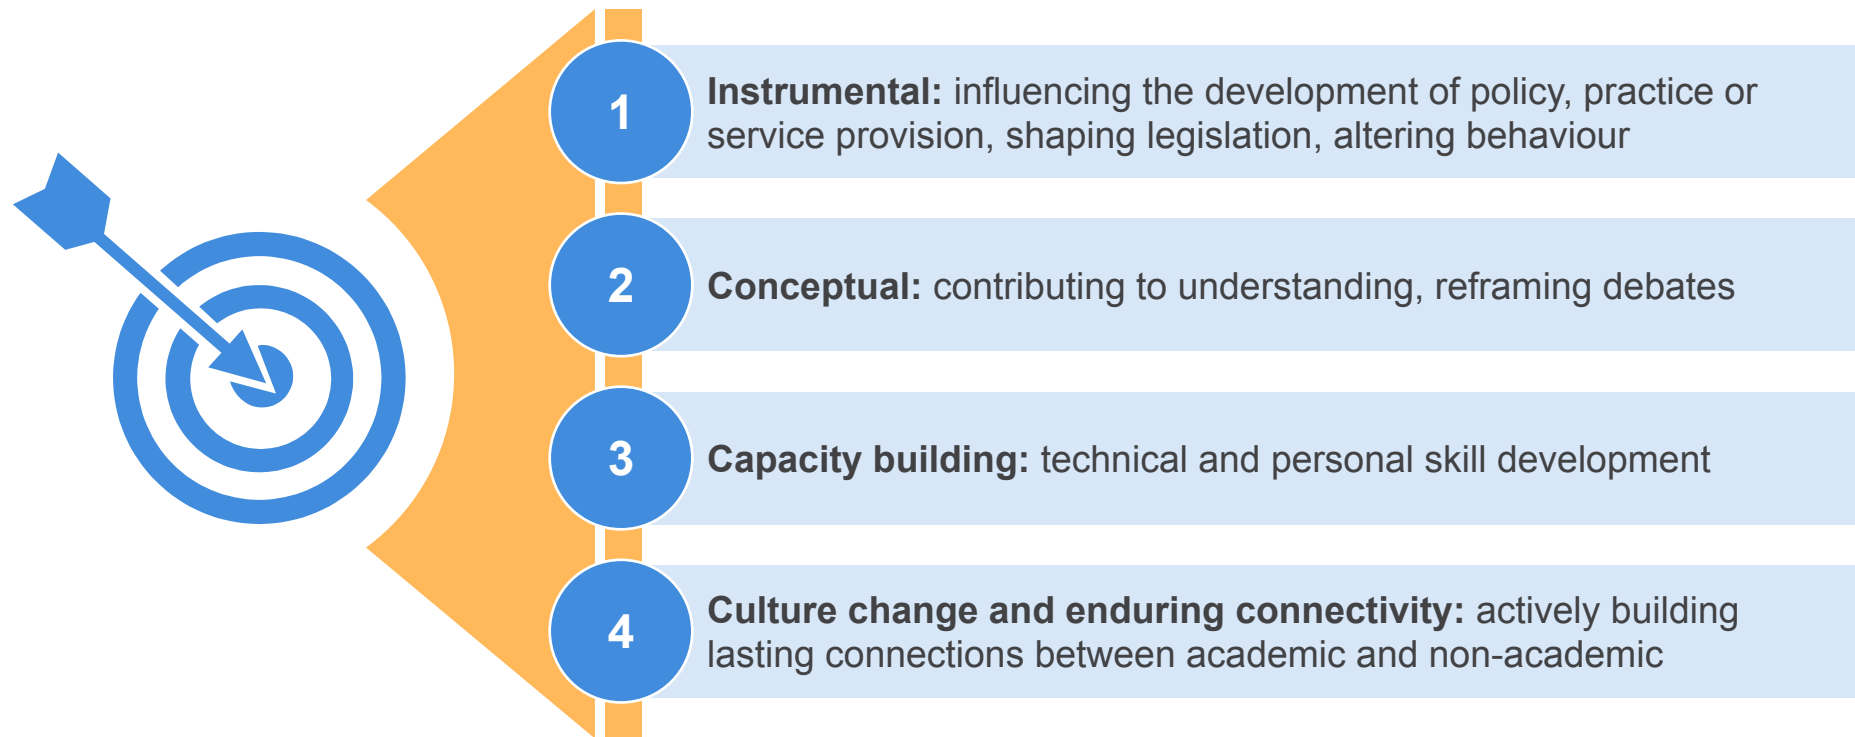 1
Instrumental: influencing the development of policy, practice or
service provision, shaping legislation, altering behaviour
2
Conceptual: contributing to understanding, reframing debates
3
Capacity building: technical and personal skill development
4
Culture change and enduring connectivity: actively building
lasting connections between academic and non-academic